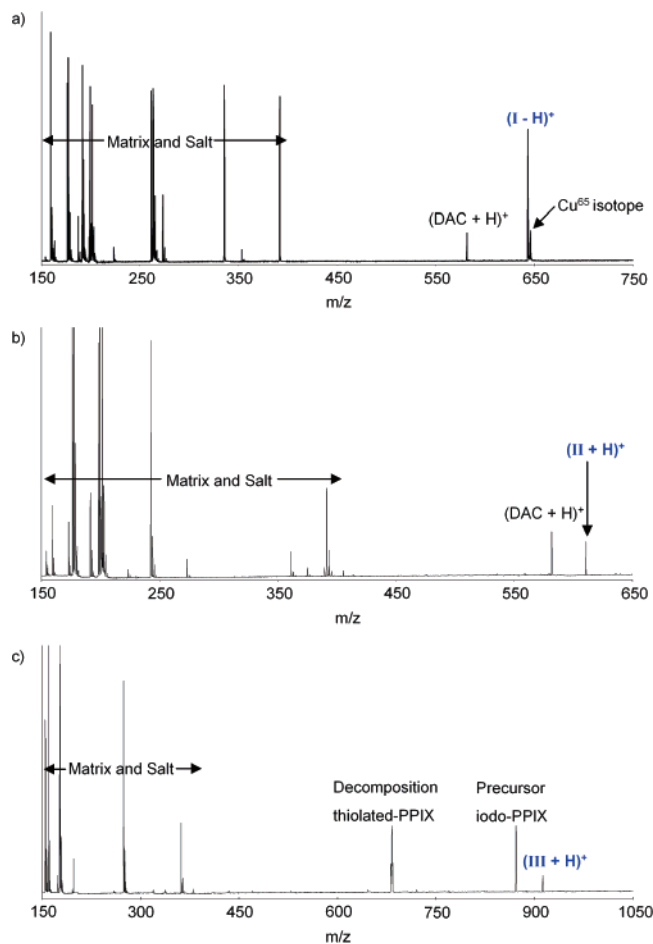 a)
(I - H)⁺
Matrix and Salt
(DAC + H)⁺
Cu⁶⁵ isotope
150 250 350 450 550 650 750
m/z
b)
(II + H)⁺
Matrix and Salt
(DAC + H)⁺
150 250 350 450 550 650
m/z
c)
Matrix and Salt
Decomposition
thiolated-PPIX
Precursor
iodo-PPIX
(III + H)⁺
150 300 450 600 750 900 1050
m/z